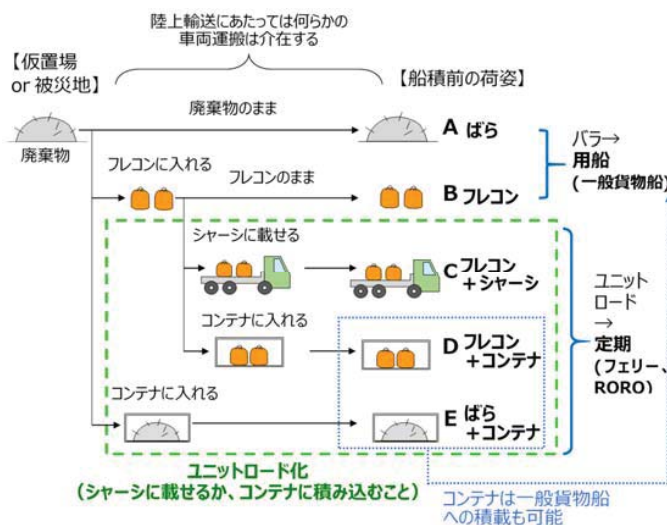 陸上輸送にあたっては何らかの
車両運搬は介在する
【仮置場
or 被災地】
【船積前の荷姿】
廃棄物のまま
A ばら
廃棄物
バラ→
用船
(一般貨物船)
フレコンに入れる
フレコンのまま
B フレコン
シャーシに載せる
C フレコン
＋シャーシ
ユニット
ロード
→
定期
(フェリー、
RORO)
コンテナに入れる
D フレコン
＋コンテナ
コンテナに入れる
E ばら
＋コンテナ
ユニットロード化
（シャーシに載せるか、コンテナに積み込むこと）
コンテナは一般貨物船
への積載も可能